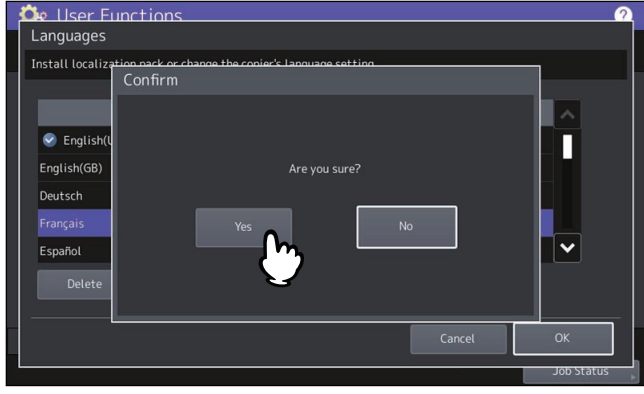 User Functions
?
Languages
Install localization pack or change the copier's language setting
Confirm
English(U
English(GB)
Deutsch
Français
Español
Are you sure?
Yes
No
Delete
Cancel
OK
Job Status